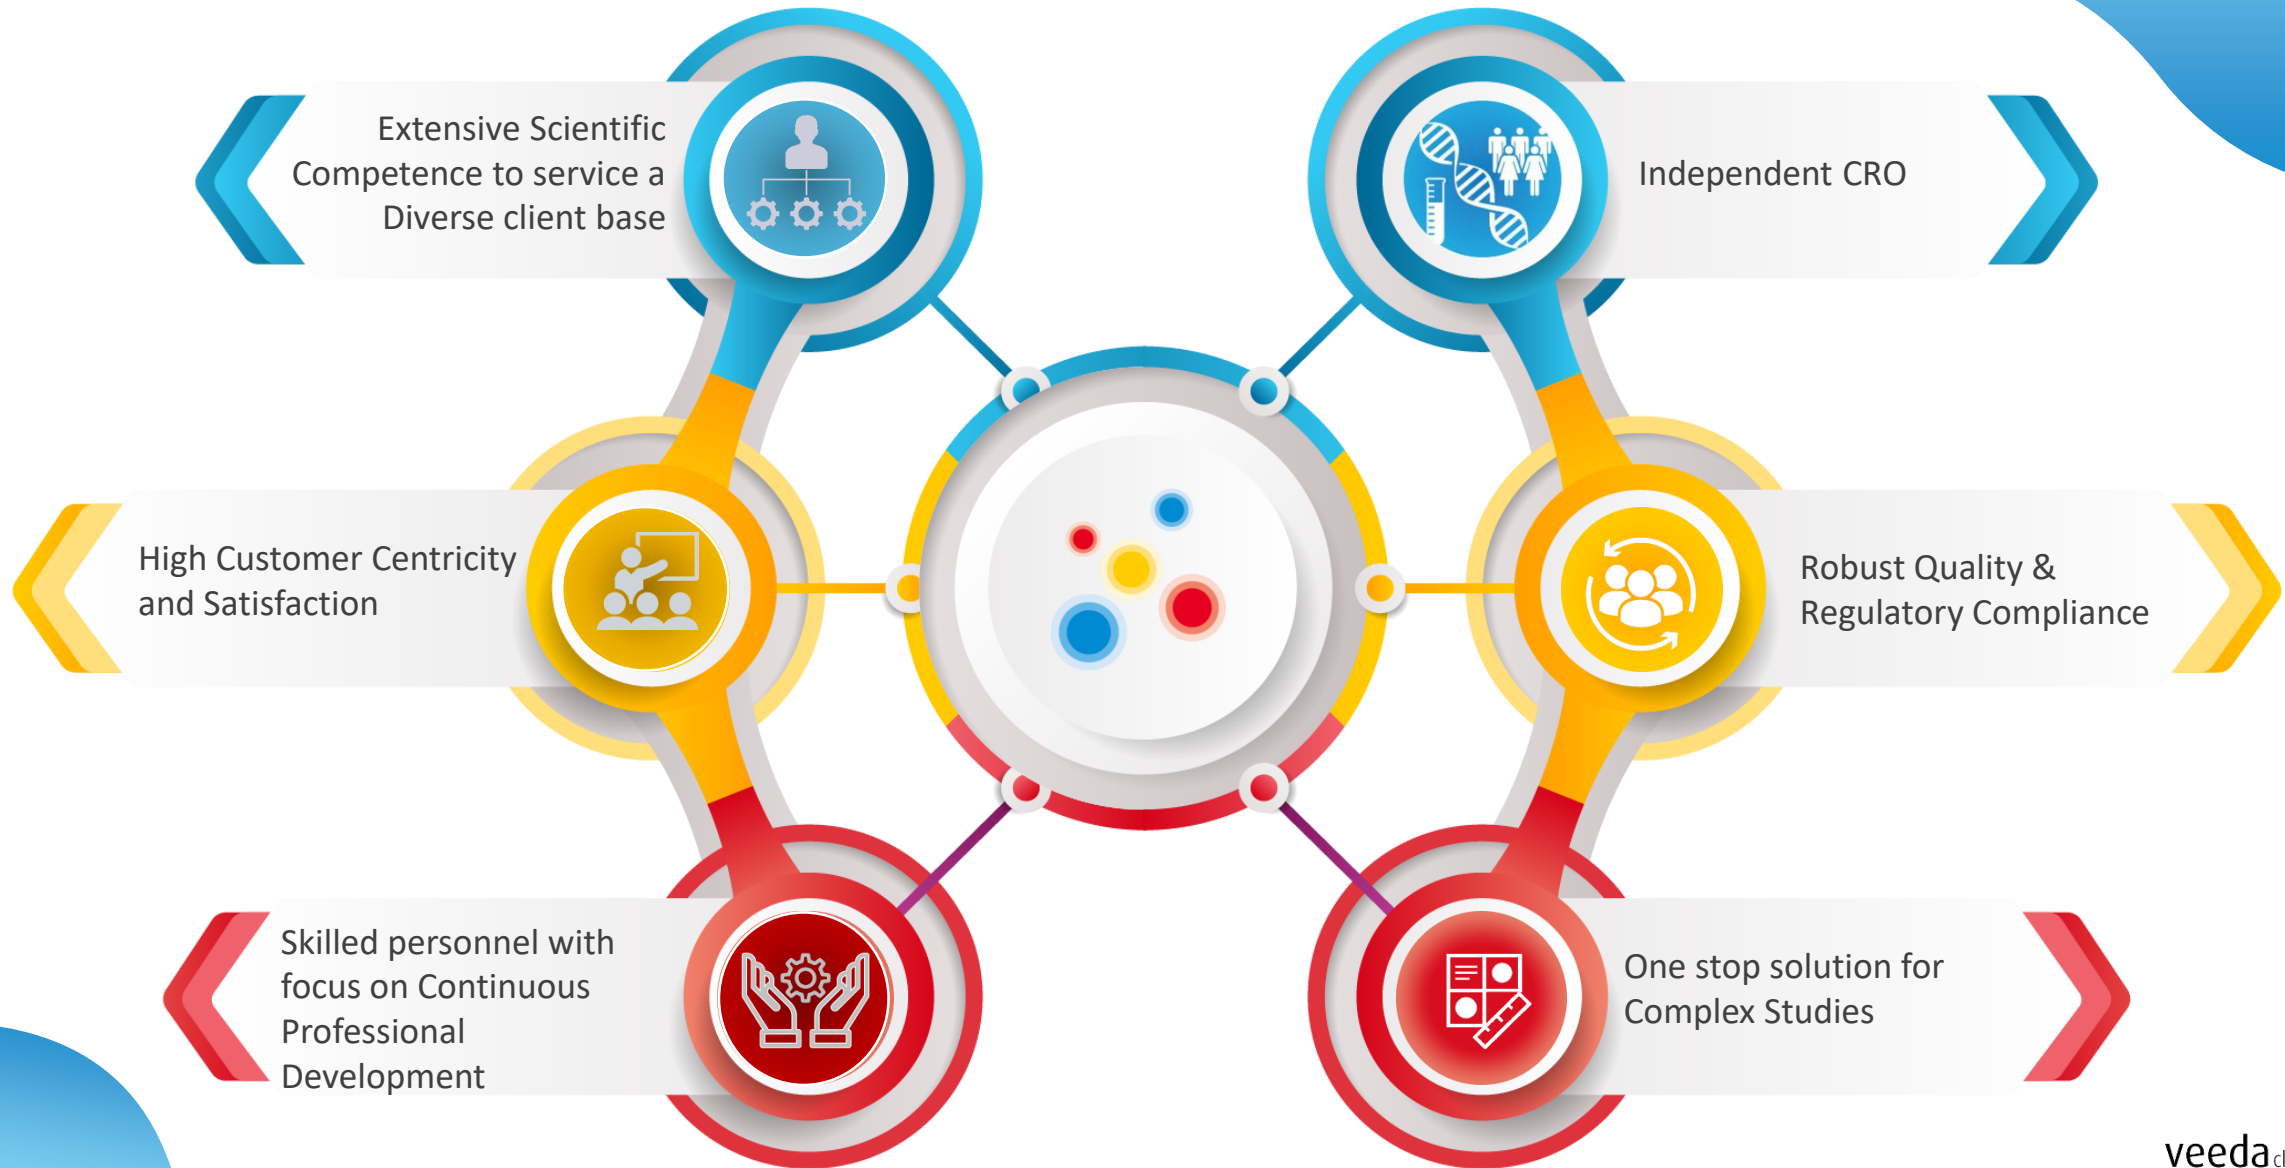 Extensive Scientific
Competence to service a
Diverse client base
Independent CRO
High Customer Centricity
and Satisfaction
Robust Quality &
Regulatory Compliance
Skilled personnel with
focus on Continuous
Professional
Development
One stop solution for
Complex Studies
veeda